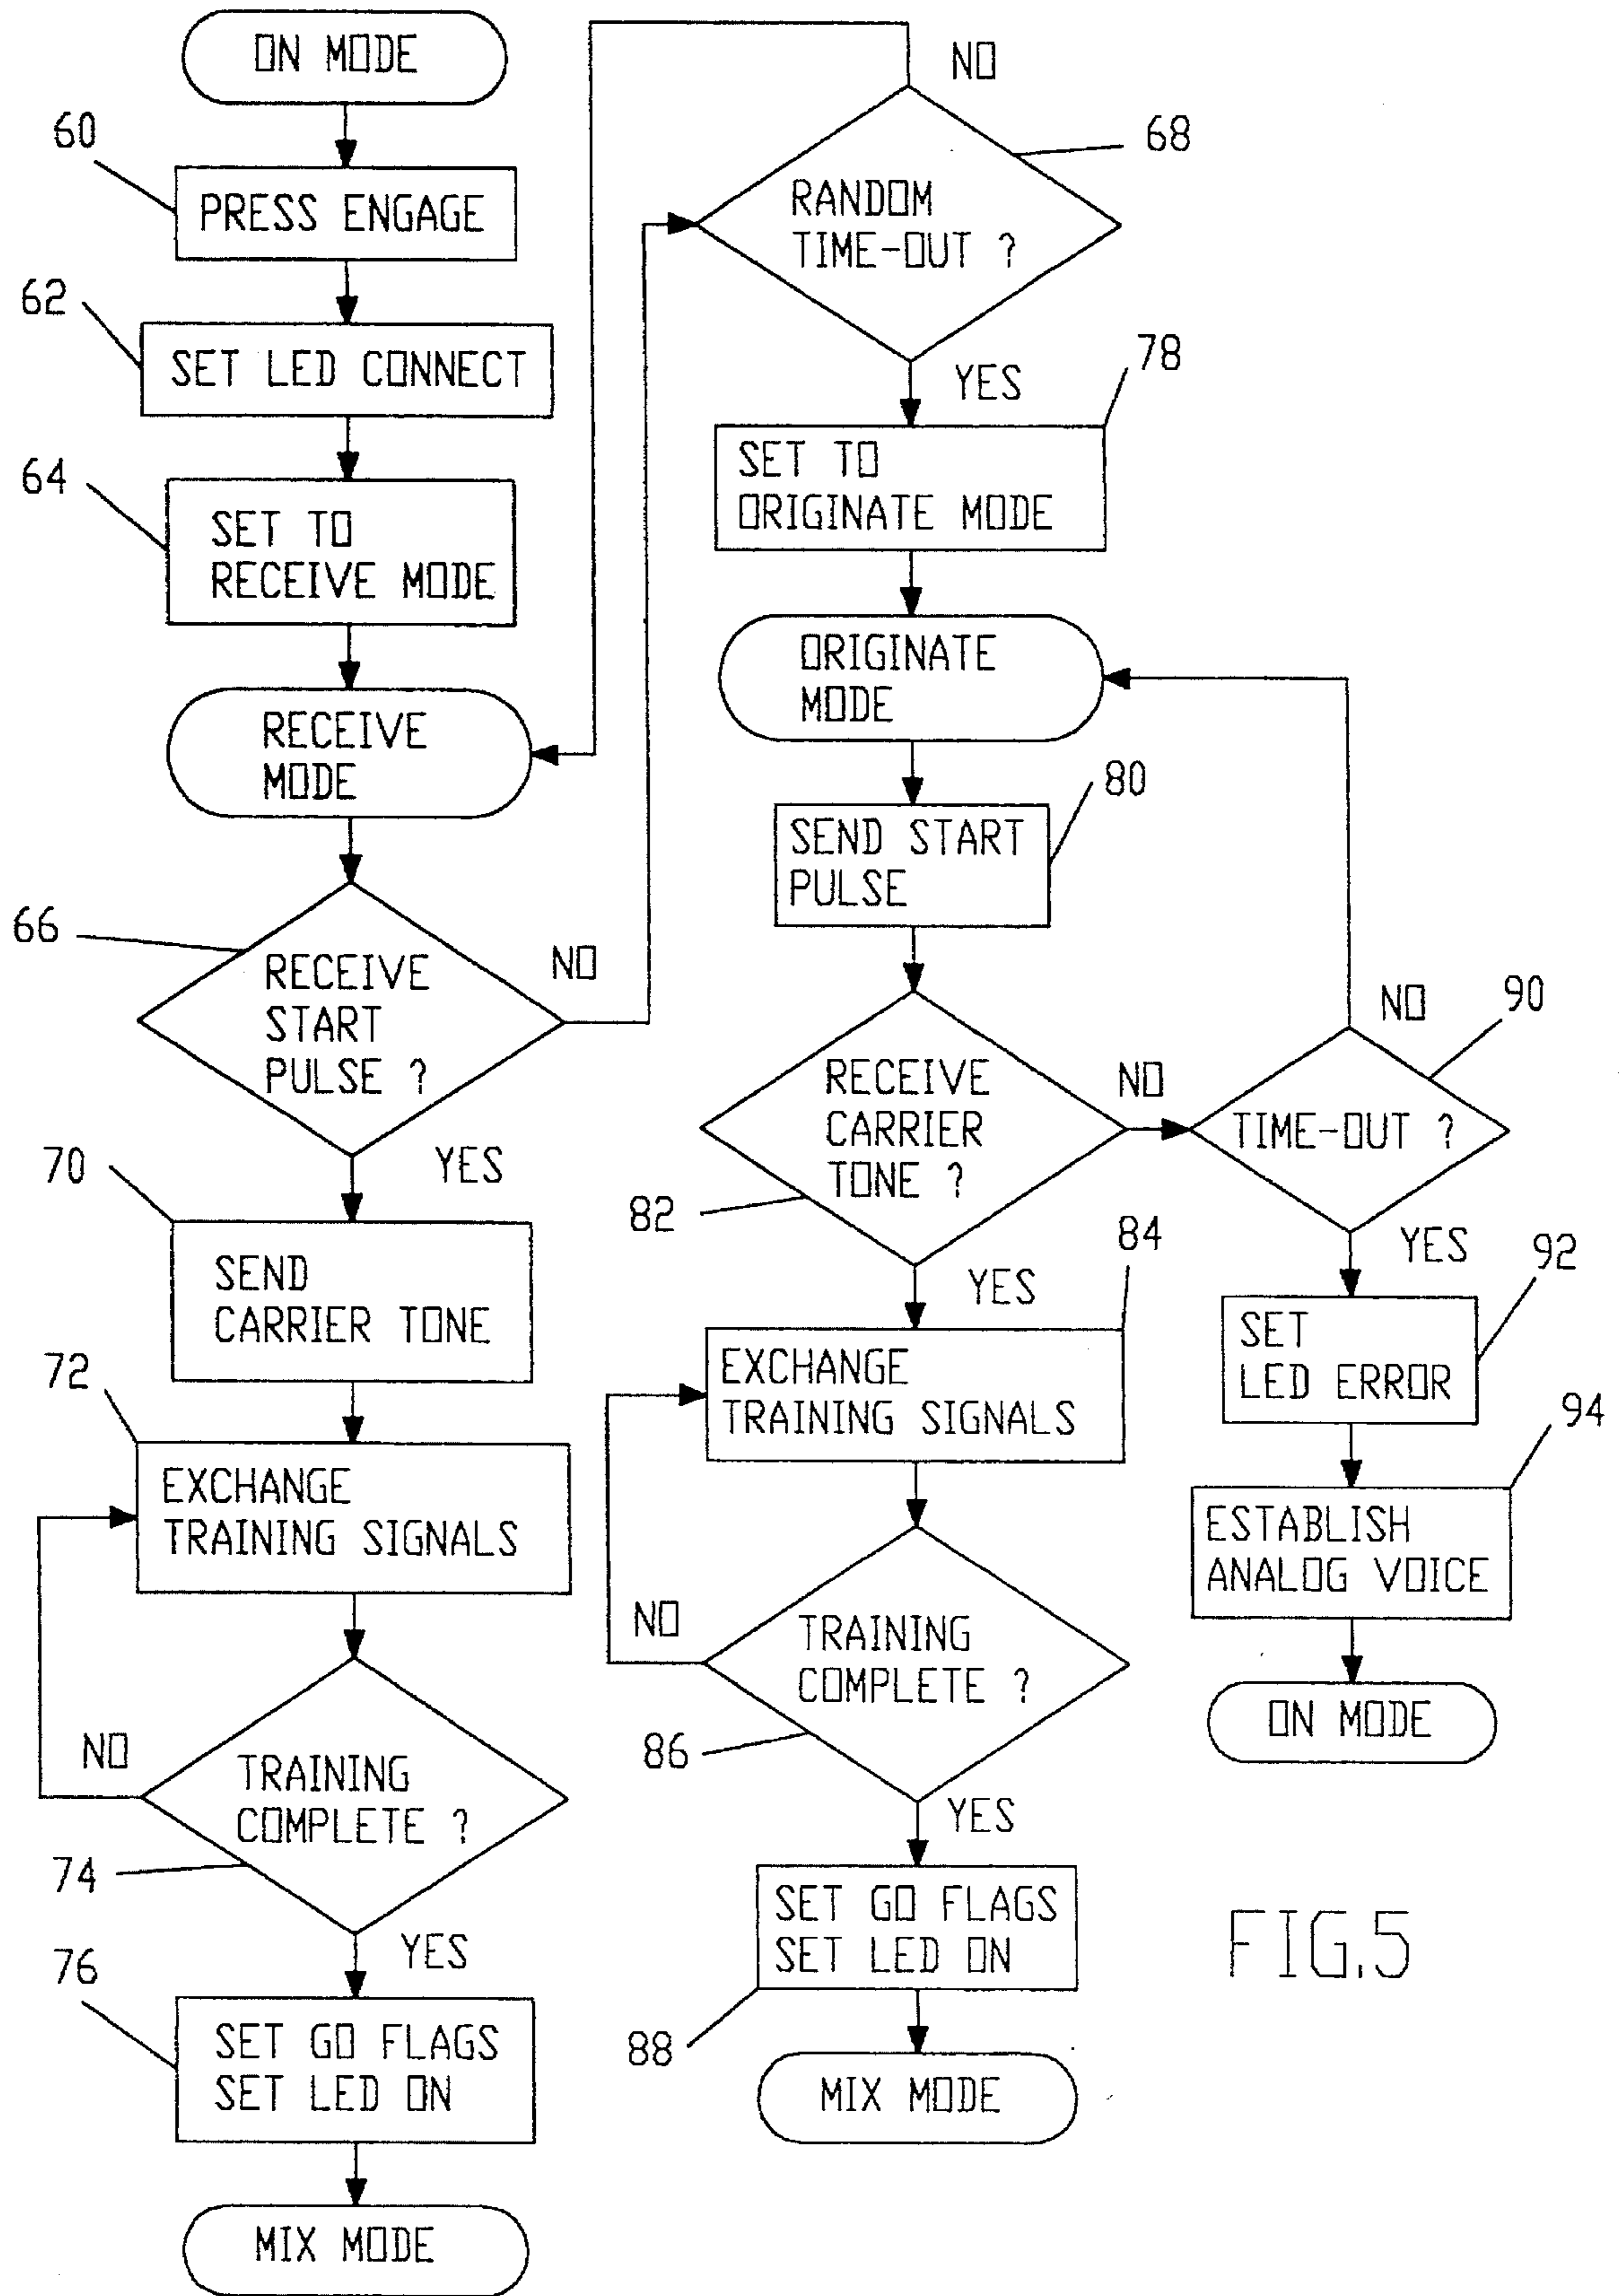 ON MODE
60
PRESS ENGAGE
62
SET LED CONNECT
64
SET TO
RECEIVE MODE
RECEIVE
MODE
66
RECEIVE
START
PULSE ?
NO
YES
70
SEND
CARRIER TONE
72
EXCHANGE
TRAINING SIGNALS
NO
TRAINING
COMPLETE ?
74
YES
76
SET GO FLAGS
SET LED ON
MIX MODE
NO
68
RANDOM
TIME-OUT ?
YES
78
SET TO
ORIGINATE MODE
ORIGINATE
MODE
80
SEND START
PULSE
RECEIVE
CARRIER
TONE ?
NO
82
YES
84
EXCHANGE
TRAINING SIGNALS
NO
TRAINING
COMPLETE ?
86
YES
SET GO FLAGS
SET LED ON
88
MIX MODE
NO
90
TIME-OUT ?
YES
92
SET
LED ERROR
94
ESTABLISH
ANALOG VOICE
ON MODE
FIG.5